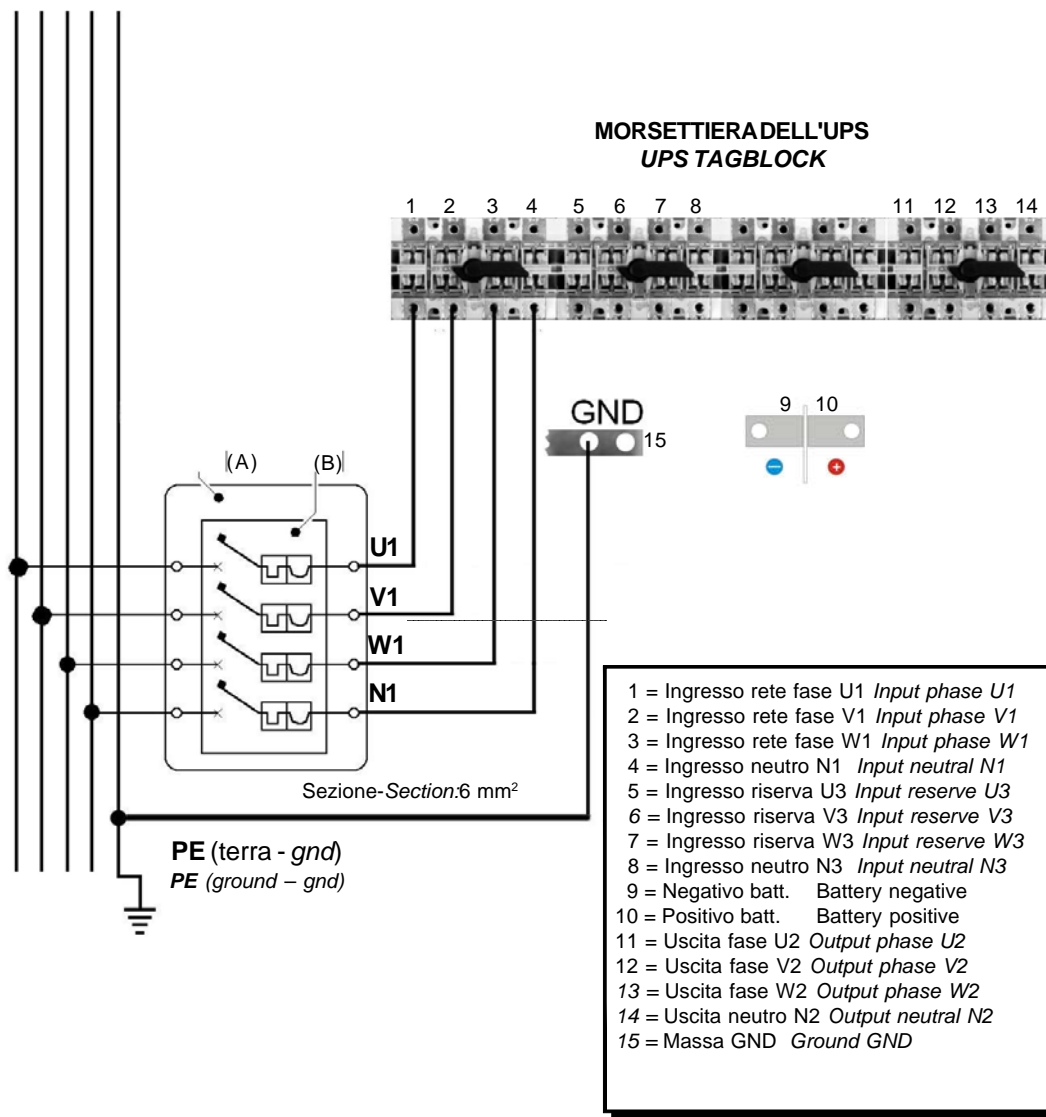 MORSETTIERA DELL'UPS
UPS TAGBLOCK
1 2 3 4 5 6 7 8 11 12 13 14
GND
15
9 10
(A) (B)
U1
V1
W1
N1
Sezione-Section:6 mm²
PE (terra - gnd)
PE (ground – gnd)
1 = Ingresso rete fase U1 Input phase U1
2 = Ingresso rete fase V1 Input phase V1
3 = Ingresso rete fase W1 Input phase W1
4 = Ingresso neutro N1 Input neutral N1
5 = Ingresso riserva U3 Input reserve U3
6 = Ingresso riserva V3 Input reserve V3
7 = Ingresso riserva W3 Input reserve W3
8 = Ingresso neutro N3 Input neutral N3
9 = Negativo batt. Battery negative
10 = Positivo batt. Battery positive
11 = Uscita fase U2 Output phase U2
12 = Uscita fase V2 Output phase V2
13 = Uscita fase W2 Output phase W2
14 = Uscita neutro N2 Output neutral N2
15 = Massa GND Ground GND